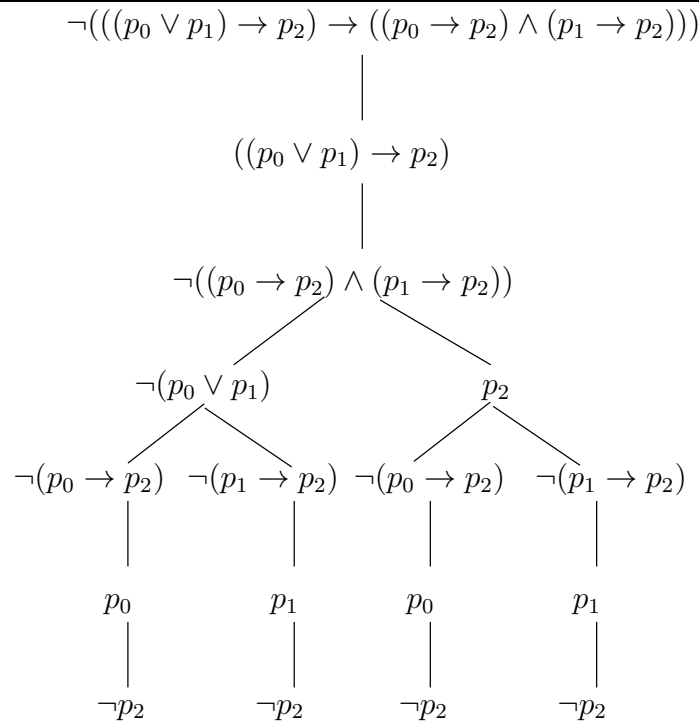 ¬(((p₀ ∨ p₁) → p₂) → ((p₀ → p₂) ∧ (p₁ → p₂)))
((p₀ ∨ p₁) → p₂)
¬((p₀ → p₂) ∧ (p₁ → p₂))
¬(p₀ ∨ p₁) p₂
¬(p₀ → p₂) ¬(p₁ → p₂) ¬(p₀ → p₂) ¬(p₁ → p₂)
p₀ p₁ p₀ p₁
¬p₂ ¬p₂ ¬p₂ ¬p₂